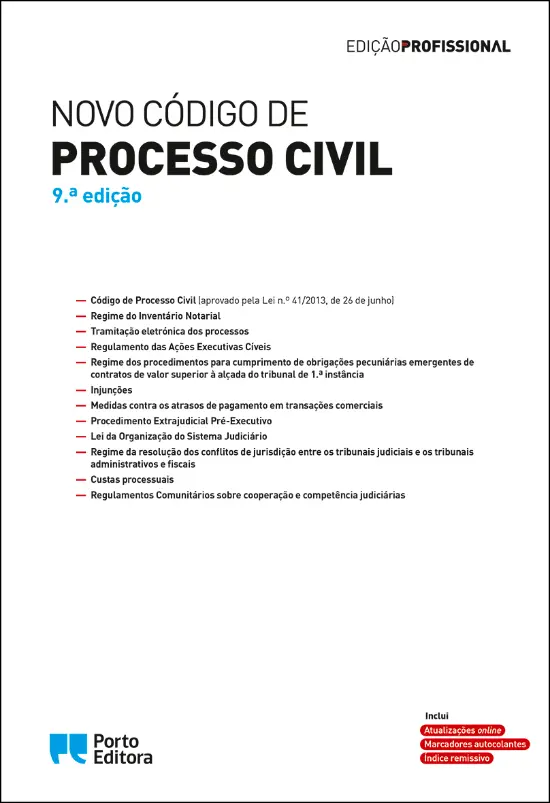 EDIÇÃOPROFISSIONAL
NOVO CÓDIGO DE
PROCESSO CIVIL
9.ª edição
— Código de Processo Civil (aprovado pela Lei n.º 41/2013, de 26 de junho)
— Regime do Inventário Notarial
— Tramitação eletrónica dos processos
— Regulamento das Ações Executivas Cíveis
— Regime dos procedimentos para cumprimento de obrigações pecuniárias emergentes de
contratos de valor superior à alçada do tribunal de 1.ª instância
— Injunções
— Medidas contra os atrasos de pagamento em transações comerciais
— Procedimento Extrajudicial Pré-Executivo
— Lei da Organização do Sistema Judiciário
— Regime da resolução dos conflitos de jurisdição entre os tribunais judiciais e os tribunais
administrativos e fiscais
— Custas processuais
— Regulamentos Comunitários sobre cooperação e competência judiciárias
Porto
Editora
Inclui
Atualizações online
Marcadores autocolantes
Índice remissivo